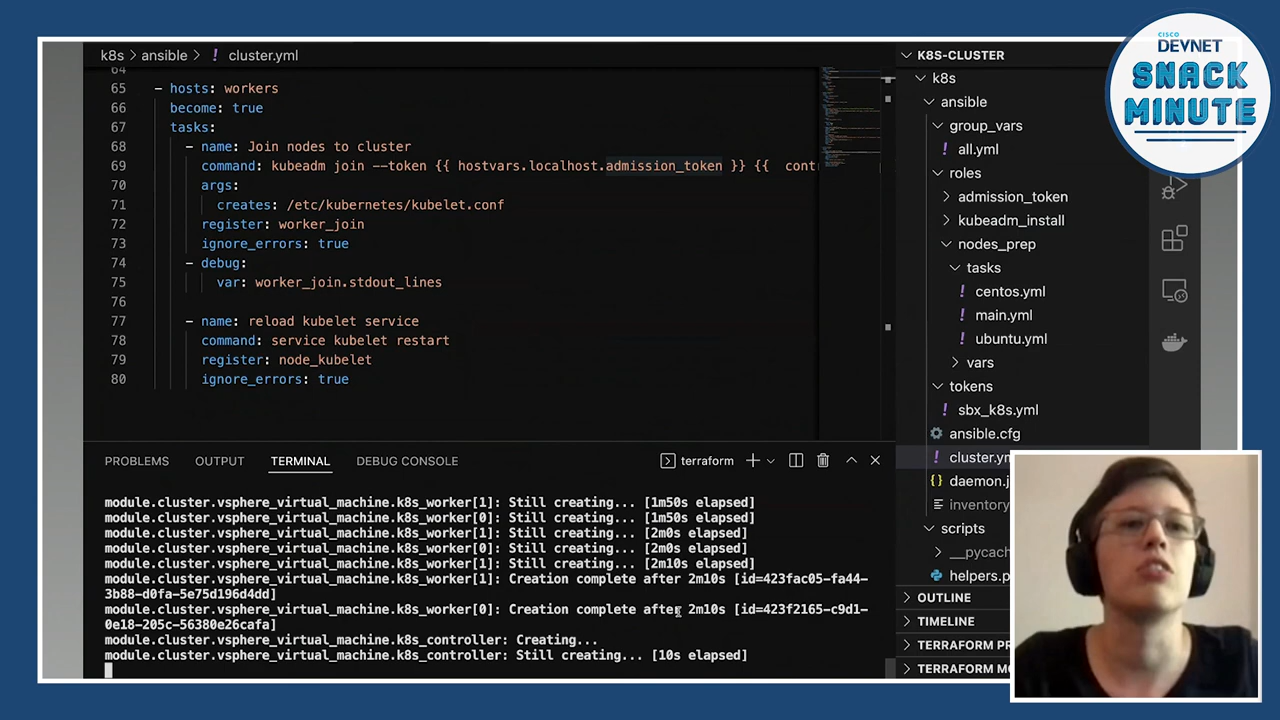 k8s > ansible > ! cluster.yml
64
65 - hosts: workers
66 become: true
67 tasks:
68 - name: Join nodes to cluster
69 command: kubeadm join --token {{ hostvars.localhost.admission_token }} {{ cont
70 args:
71 creates: /etc/kubernetes/kubelet.conf
72 register: worker_join
73 ignore_errors: true
74 - debug:
75 var: worker_join.stdout_lines
76
77 - name: reload kubelet service
78 command: service kubelet restart
79 register: node_kubelet
80 ignore_errors: true
PROBLEMS OUTPUT TERMINAL DEBUG CONSOLE terraform
module.cluster.vsphere_virtual_machine.k8s_worker[1]: Still creating... [1m50s elapsed]
module.cluster.vsphere_virtual_machine.k8s_worker[0]: Still creating... [1m50s elapsed]
module.cluster.vsphere_virtual_machine.k8s_worker[1]: Still creating... [2m0s elapsed]
module.cluster.vsphere_virtual_machine.k8s_worker[0]: Still creating... [2m0s elapsed]
module.cluster.vsphere_virtual_machine.k8s_worker[1]: Still creating... [2m10s elapsed]
module.cluster.vsphere_virtual_machine.k8s_worker[1]: Creation complete after 2m10s [id=423fac05-fa44-
3b88-d0fa-5e75d196d4dd]
module.cluster.vsphere_virtual_machine.k8s_worker[0]: Creation complete after 2m10s [id=423f2165-c9d1-
0e18-205c-56380e26cafa]
module.cluster.vsphere_virtual_machine.k8s_controller: Creating...
module.cluster.vsphere_virtual_machine.k8s_controller: Still creating... [10s elapsed]
K8S-CLUSTER
k8s
ansible
group_vars
! all.yml
roles
admission_token
kubeadm_install
nodes_prep
tasks
! centos.yml
! main.yml
! ubuntu.yml
vars
tokens
! sbx_k8s.yml
ansible.cfg
! cluster.ym
{} daemon.j
inventory
scripts
__pycac
helpers.p
OUTLINE
TIMELINE
TERRAFORM PR
TERRAFORM MO
CISCO
DEVNET
SNACK
MINUTE